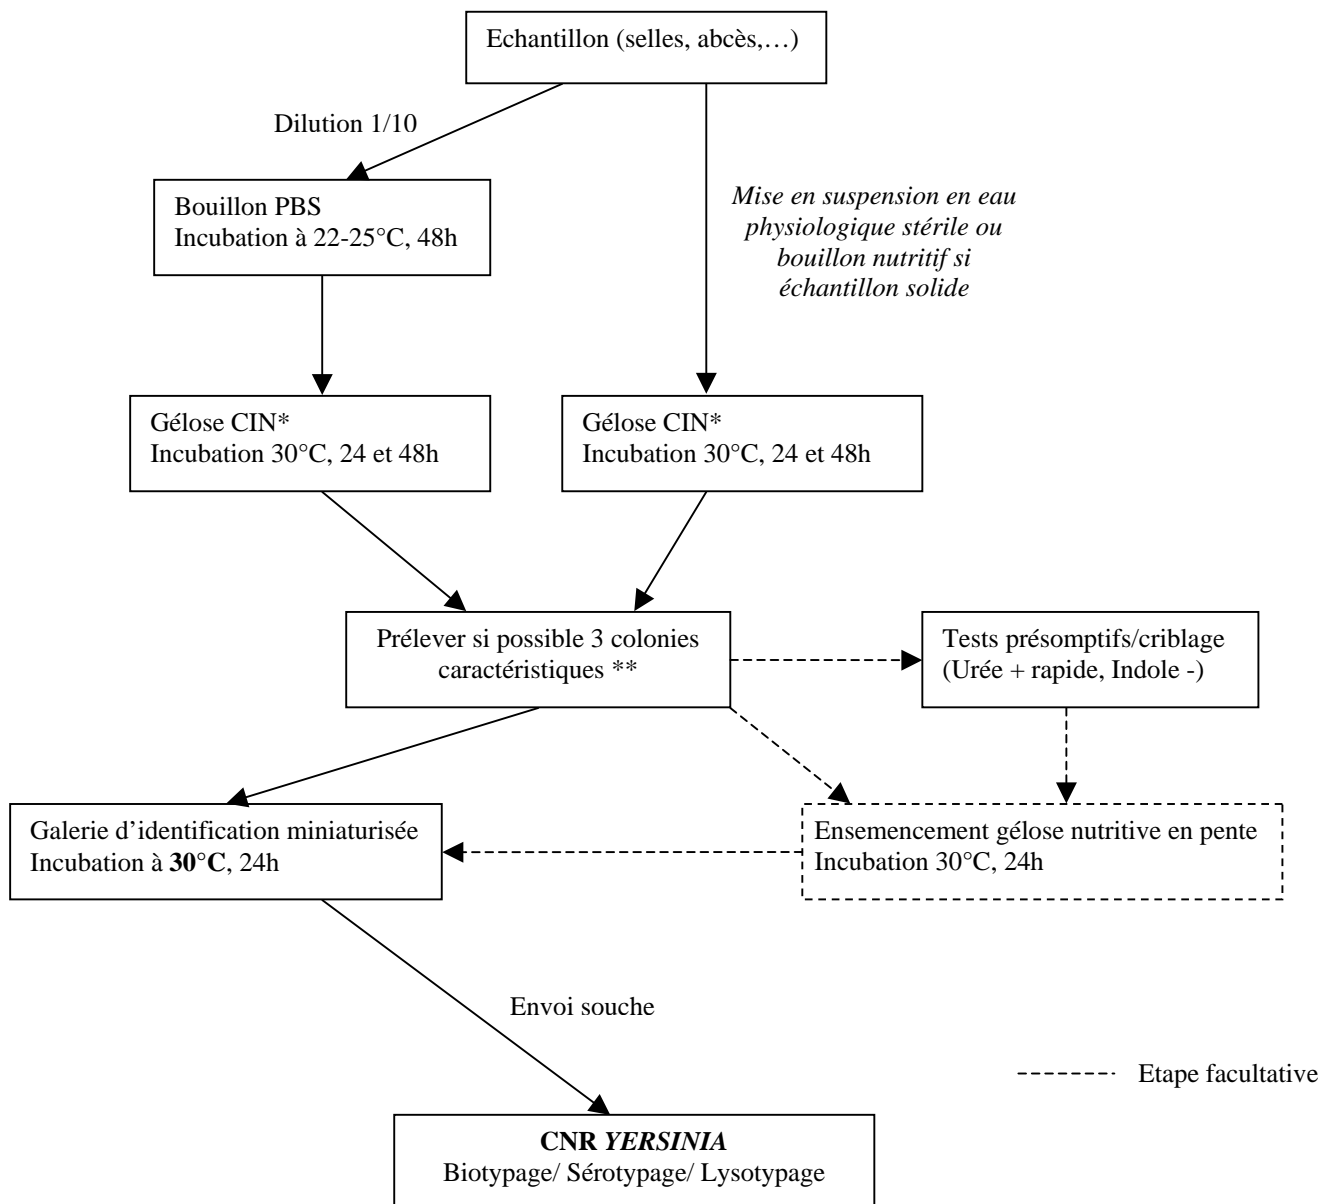 Echantillon (selles, abcès,…)
Dilution 1/10
Bouillon PBS
Incubation à 22-25°C, 48h
Mise en suspension en eau
physiologique stérile ou
bouillon nutritif si
échantillon solide
Gélose CIN*
Incubation 30°C, 24 et 48h
Gélose CIN*
Incubation 30°C, 24 et 48h
Prélever si possible 3 colonies
caractéristiques **
Tests présomptifs/criblage
(Urée + rapide, Indole -)
Galerie d’identification miniaturisée
Incubation à 30°C, 24h
Ensemencement gélose nutritive en pente
Incubation 30°C, 24h
Envoi souche
Etape facultative
CNR YERSINIA
Biotypage/ Sérotypage/ Lysotypage